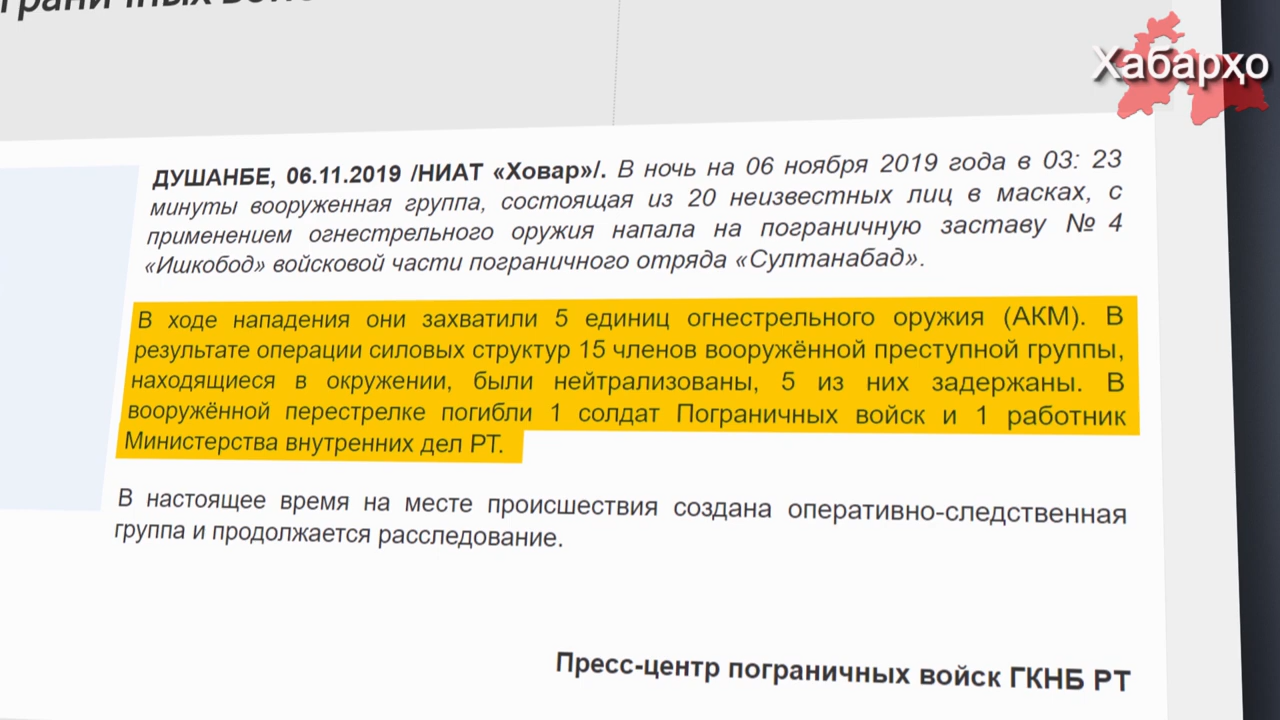 Хабарҳо
ДУШАНБЕ, 06.11.2019 /НИАТ «Ховар»/. В ночь на 06 ноября 2019 года в 03: 23
минуты вооруженная группа, состоящая из 20 неизвестных лиц в масках, с
применением огнестрельного оружия напала на пограничную заставу № 4
«Ишкобод» войсковой части пограничного отряда «Султанабад».
В ходе нападения они захватили 5 единиц огнестрельного оружия (АКМ). В
результате операции силовых структур 15 членов вооружённой преступной группы,
находящиеся в окружении, были нейтрализованы, 5 из них задержаны. В
вооружённой перестрелке погибли 1 солдат Пограничных войск и 1 работник
Министерства внутренних дел РТ.
В настоящее время на месте происшествия создана оперативно-следственная
группа и продолжается расследование.
Пресс-центр пограничных войск ГКНБ РТ